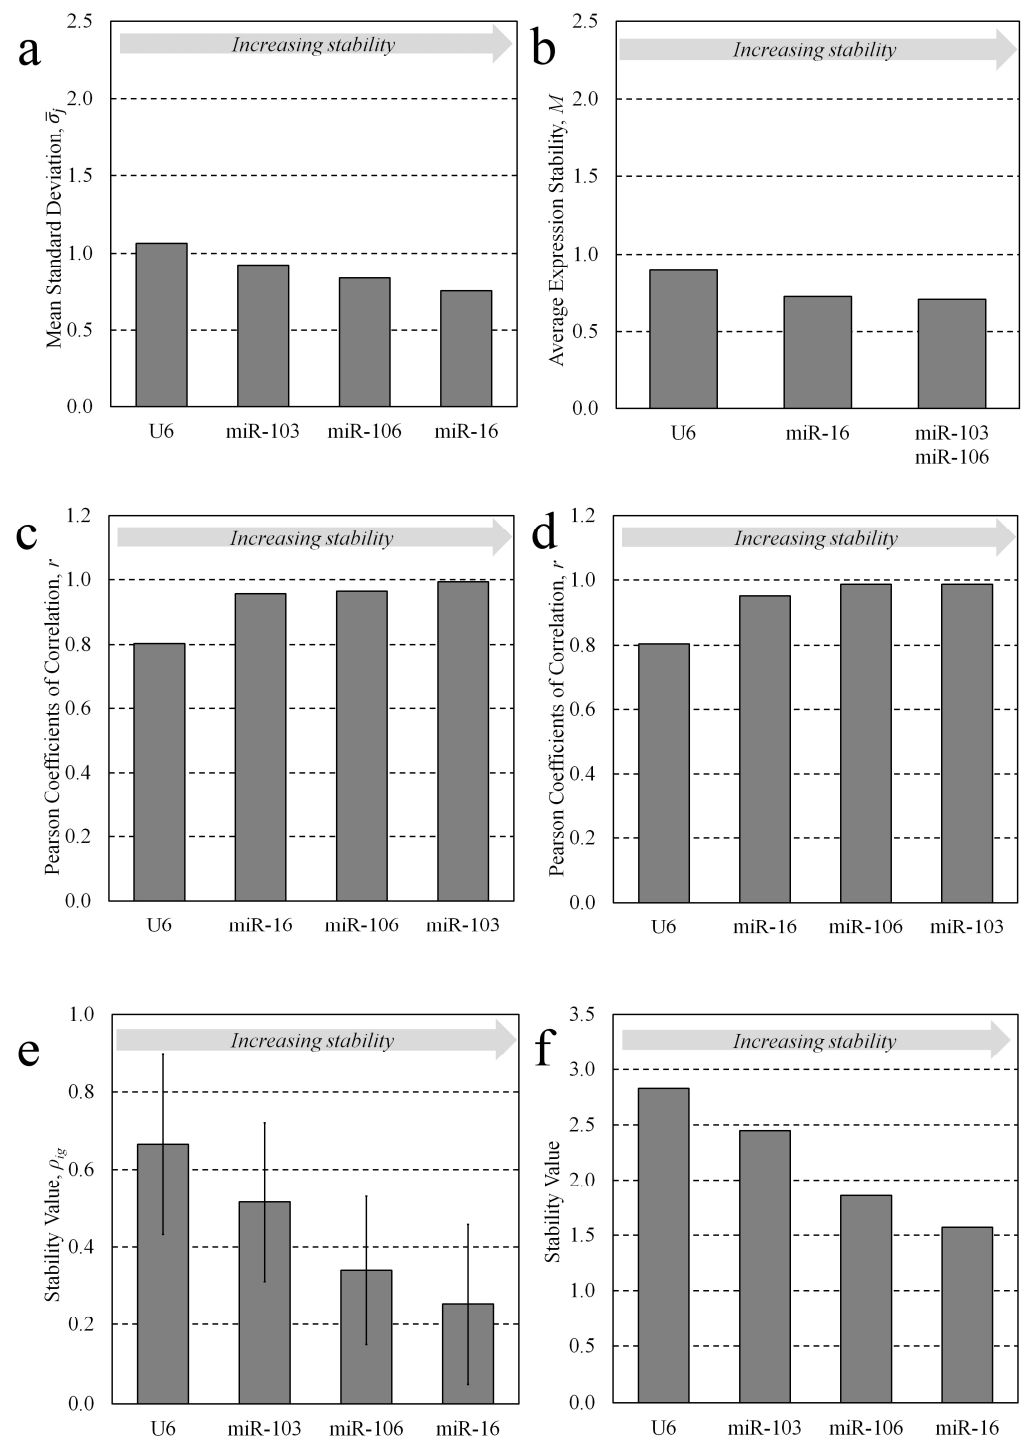 a
Increasing stability
Mean Standard Deviation, σ̄j
2.5
2.0
1.5
1.0
0.5
0.0
U6 miR-103 miR-106 miR-16
b
Increasing stability
Average Expression Stability, M
2.5
2.0
1.5
1.0
0.5
0.0
U6 miR-16 miR-103
miR-106
c
Increasing stability
Pearson Coefficients of Correlation, r
1.2
1.0
0.8
0.6
0.4
0.2
0.0
U6 miR-16 miR-106 miR-103
d
Increasing stability
Pearson Coefficients of Correlation, r
1.2
1.0
0.8
0.6
0.4
0.2
0.0
U6 miR-16 miR-106 miR-103
e
Increasing stability
Stability Value, ρig
1.0
0.8
0.6
0.4
0.2
0.0
U6 miR-103 miR-106 miR-16
f
Increasing stability
Stability Value
3.5
3.0
2.5
2.0
1.5
1.0
0.5
0.0
U6 miR-103 miR-106 miR-16